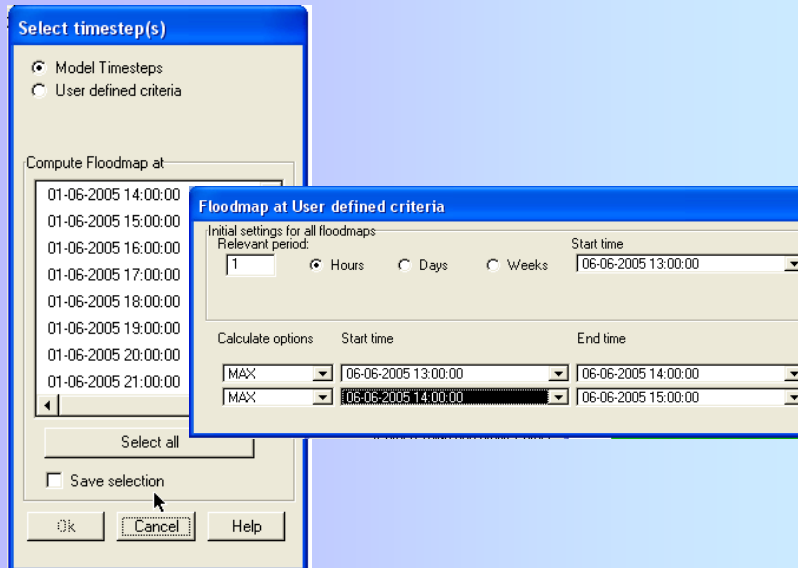 Select timestep(s)
Model Timesteps
User defined criteria
Compute Floodmap at
01-06-2005 14:00:00
01-06-2005 15:00:00
01-06-2005 16:00:00
01-06-2005 17:00:00
01-06-2005 18:00:00
01-06-2005 19:00:00
01-06-2005 20:00:00
01-06-2005 21:00:00
Select all
Save selection
Ok Cancel Help
Floodmap at User defined criteria
Initial settings for all floodmaps
Relevant period: Start time
1 Hours Days Weeks 06-06-2005 13:00:00
Calculate options Start time End time
MAX 06-06-2005 13:00:00 06-06-2005 14:00:00
MAX 06-06-2005 14:00:00 06-06-2005 15:00:00